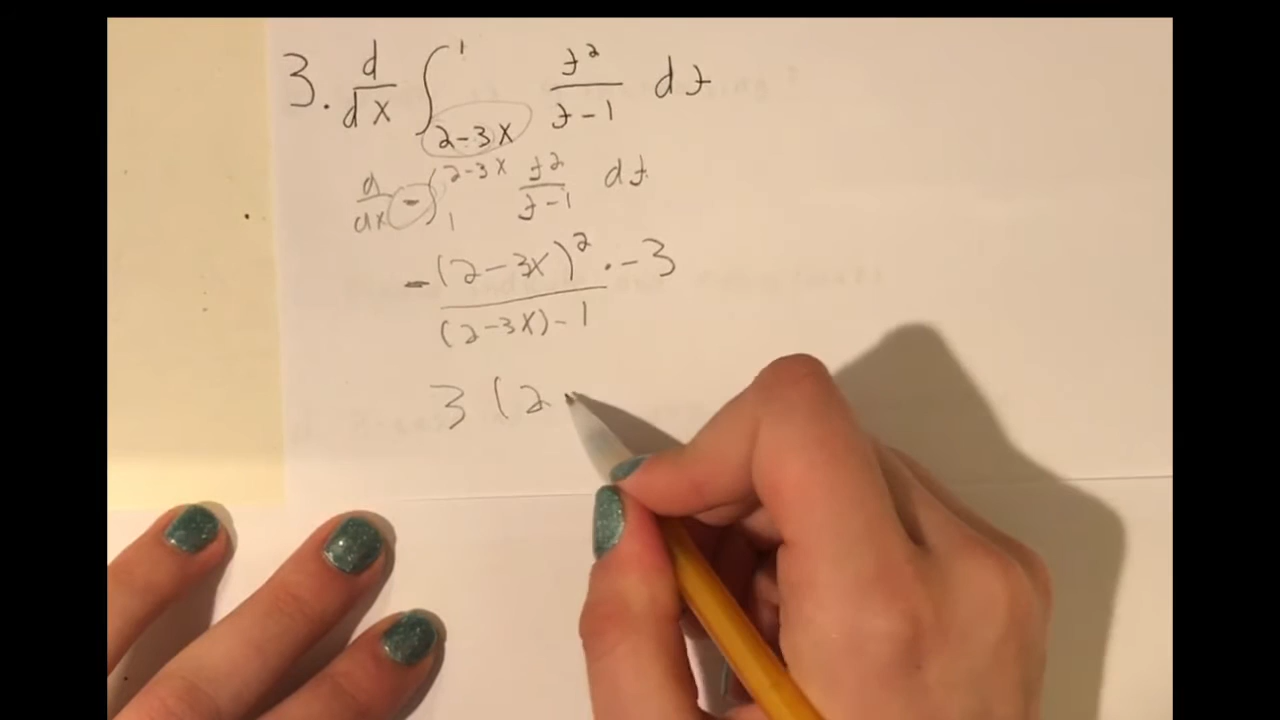 3. d/dx ∫_{2-3x}^{1} t²/(t-1) dt
d/dx - ∫_{1}^{2-3x} t²/(t-1) dt
- (2-3x)²/((2-3x)-1) · -3
3 (2